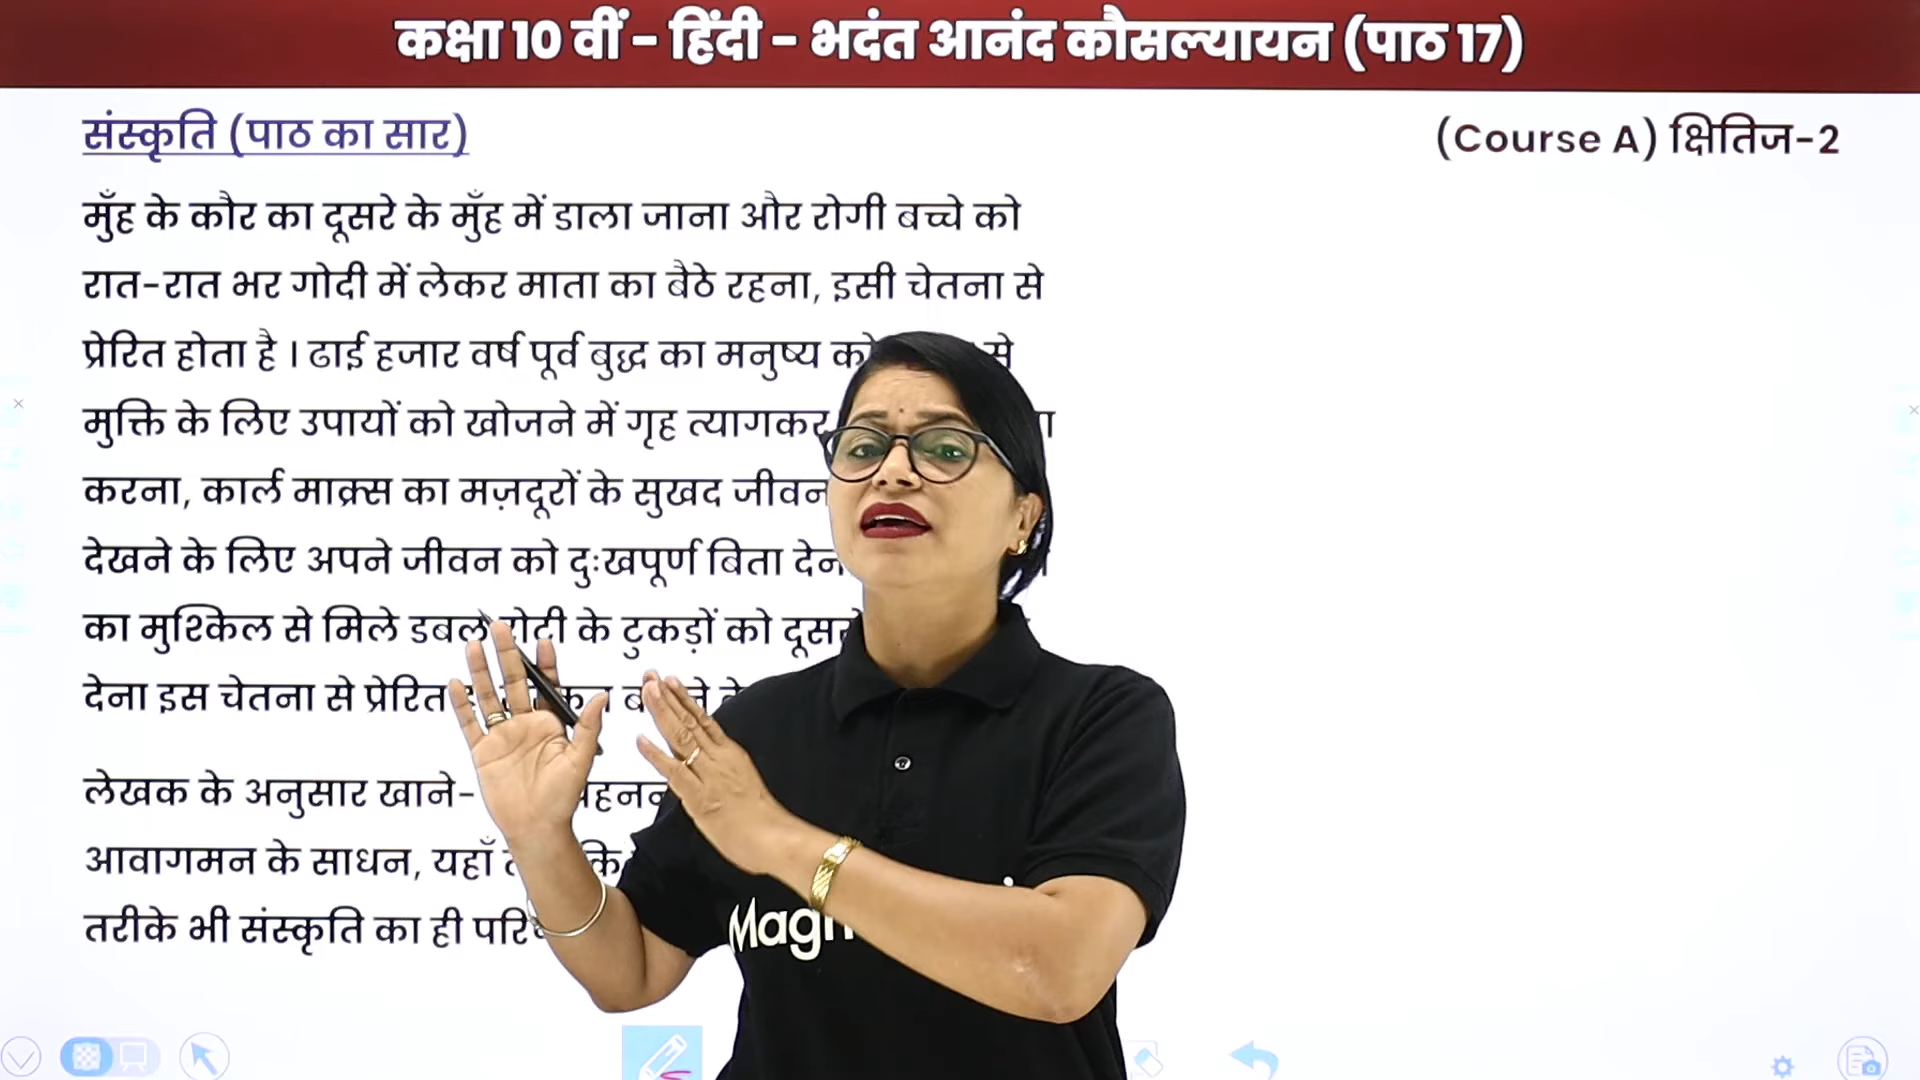 कक्षा 10 वीं - हिंदी - भदंत आनंद कौसल्यायन (पाठ 17)
संस्कृति (पाठ का सार)
(Course A) क्षितिज-2
मुँह के कौर का दूसरे के मुँह में डाला जाना और रोगी बच्चे को
रात-रात भर गोदी में लेकर माता का बैठे रहना, इसी चेतना से
प्रेरित होता है । ढाई हजार वर्ष पूर्व बुद्ध का मनुष्य को से
मुक्ति के लिए उपायों को खोजने में गृह त्यागकर
करना, कार्ल माक्र्स का मज़दूरों के सुखद जीवन
देखने के लिए अपने जीवन को दुःखपूर्ण बिता
का मुश्किल से मिले डबल रोटी के टुकड़ों को
देना इस चेतना से प्रेरित
लेखक के अनुसार खाने-
आवागमन के साधन, यहाँ
तरीके भी संस्कृति का ही